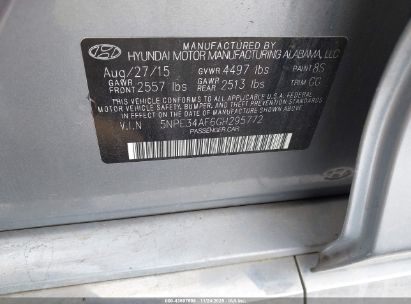 MANUFACTURED BY
HYUNDAI MOTOR MANUFACTURING ALABAMA, LLC
Aug/27/15 GVWR 4497 lbs PAINT 8S
GAWR FRONT 2557 lbs GAWR REAR 2513 lbs TRIM GG
THIS VEHICLE CONFORMS TO ALL APPLICABLE FEDERAL
MOTOR VEHICLE SAFETY, BUMPER, AND THEFT PREVENTION STANDARDS
IN EFFECT ON THE DATE OF MANUFACTURE SHOWN ABOVE.
V.I.N 5NPE34AF6GH295772
PASSENGER CAR